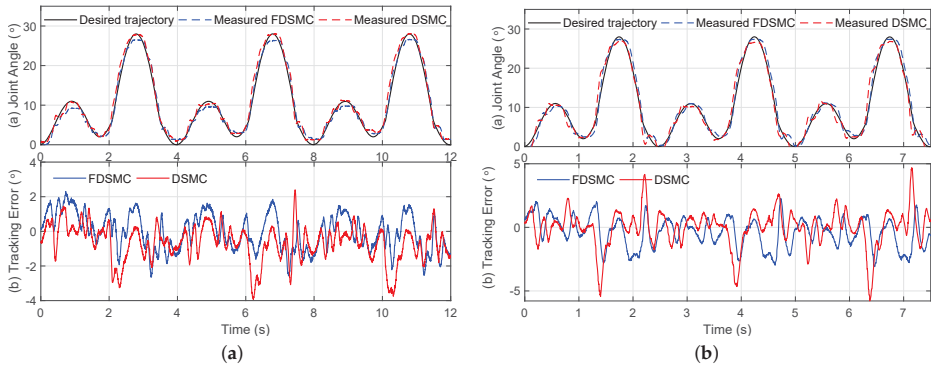 Desired trajectory Measured FDSMC Measured DSMC
(a) Joint Angle (°)
30
20
10
0
0 2 4 6 8 10 12
FDSMC DSMC
(b) Tracking Error (°)
4
2
0
-2
-4
0 2 4 6 8 10 12
Time (s)
(a)
Desired trajectory Measured FDSMC Measured DSMC
(a) Joint Angle (°)
30
20
10
0
0 1 2 3 4 5 6 7
FDSMC DSMC
(b) Tracking Error (°)
5
0
-5
0 1 2 3 4 5 6 7
Time (s)
(b)